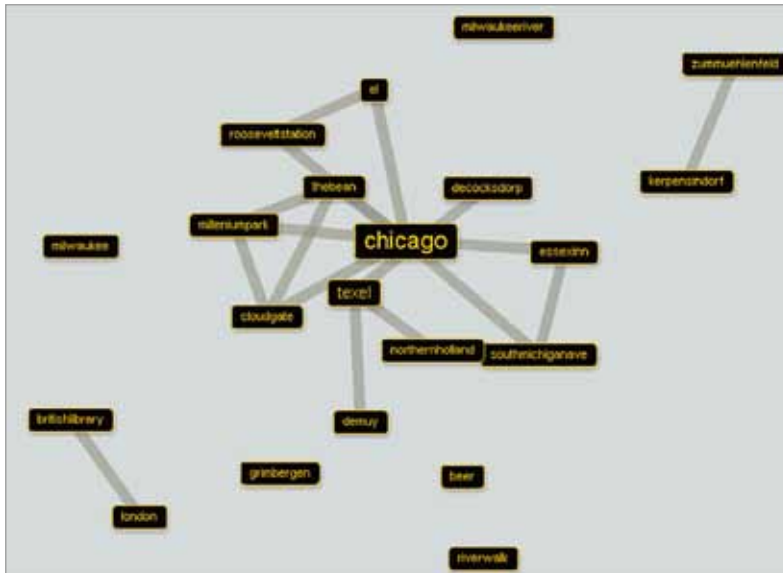 milwaukeeriver
zummuehlenfeld
el
rooseveltstation
thebean
decocksdorp
kerpensindorf
milleniumpark
chicago
milwaukee
essexinn
texel
cloudgate
northernholland
southmichiganave
britishlibrary
demuy
grimbergen
beer
london
riverwalk